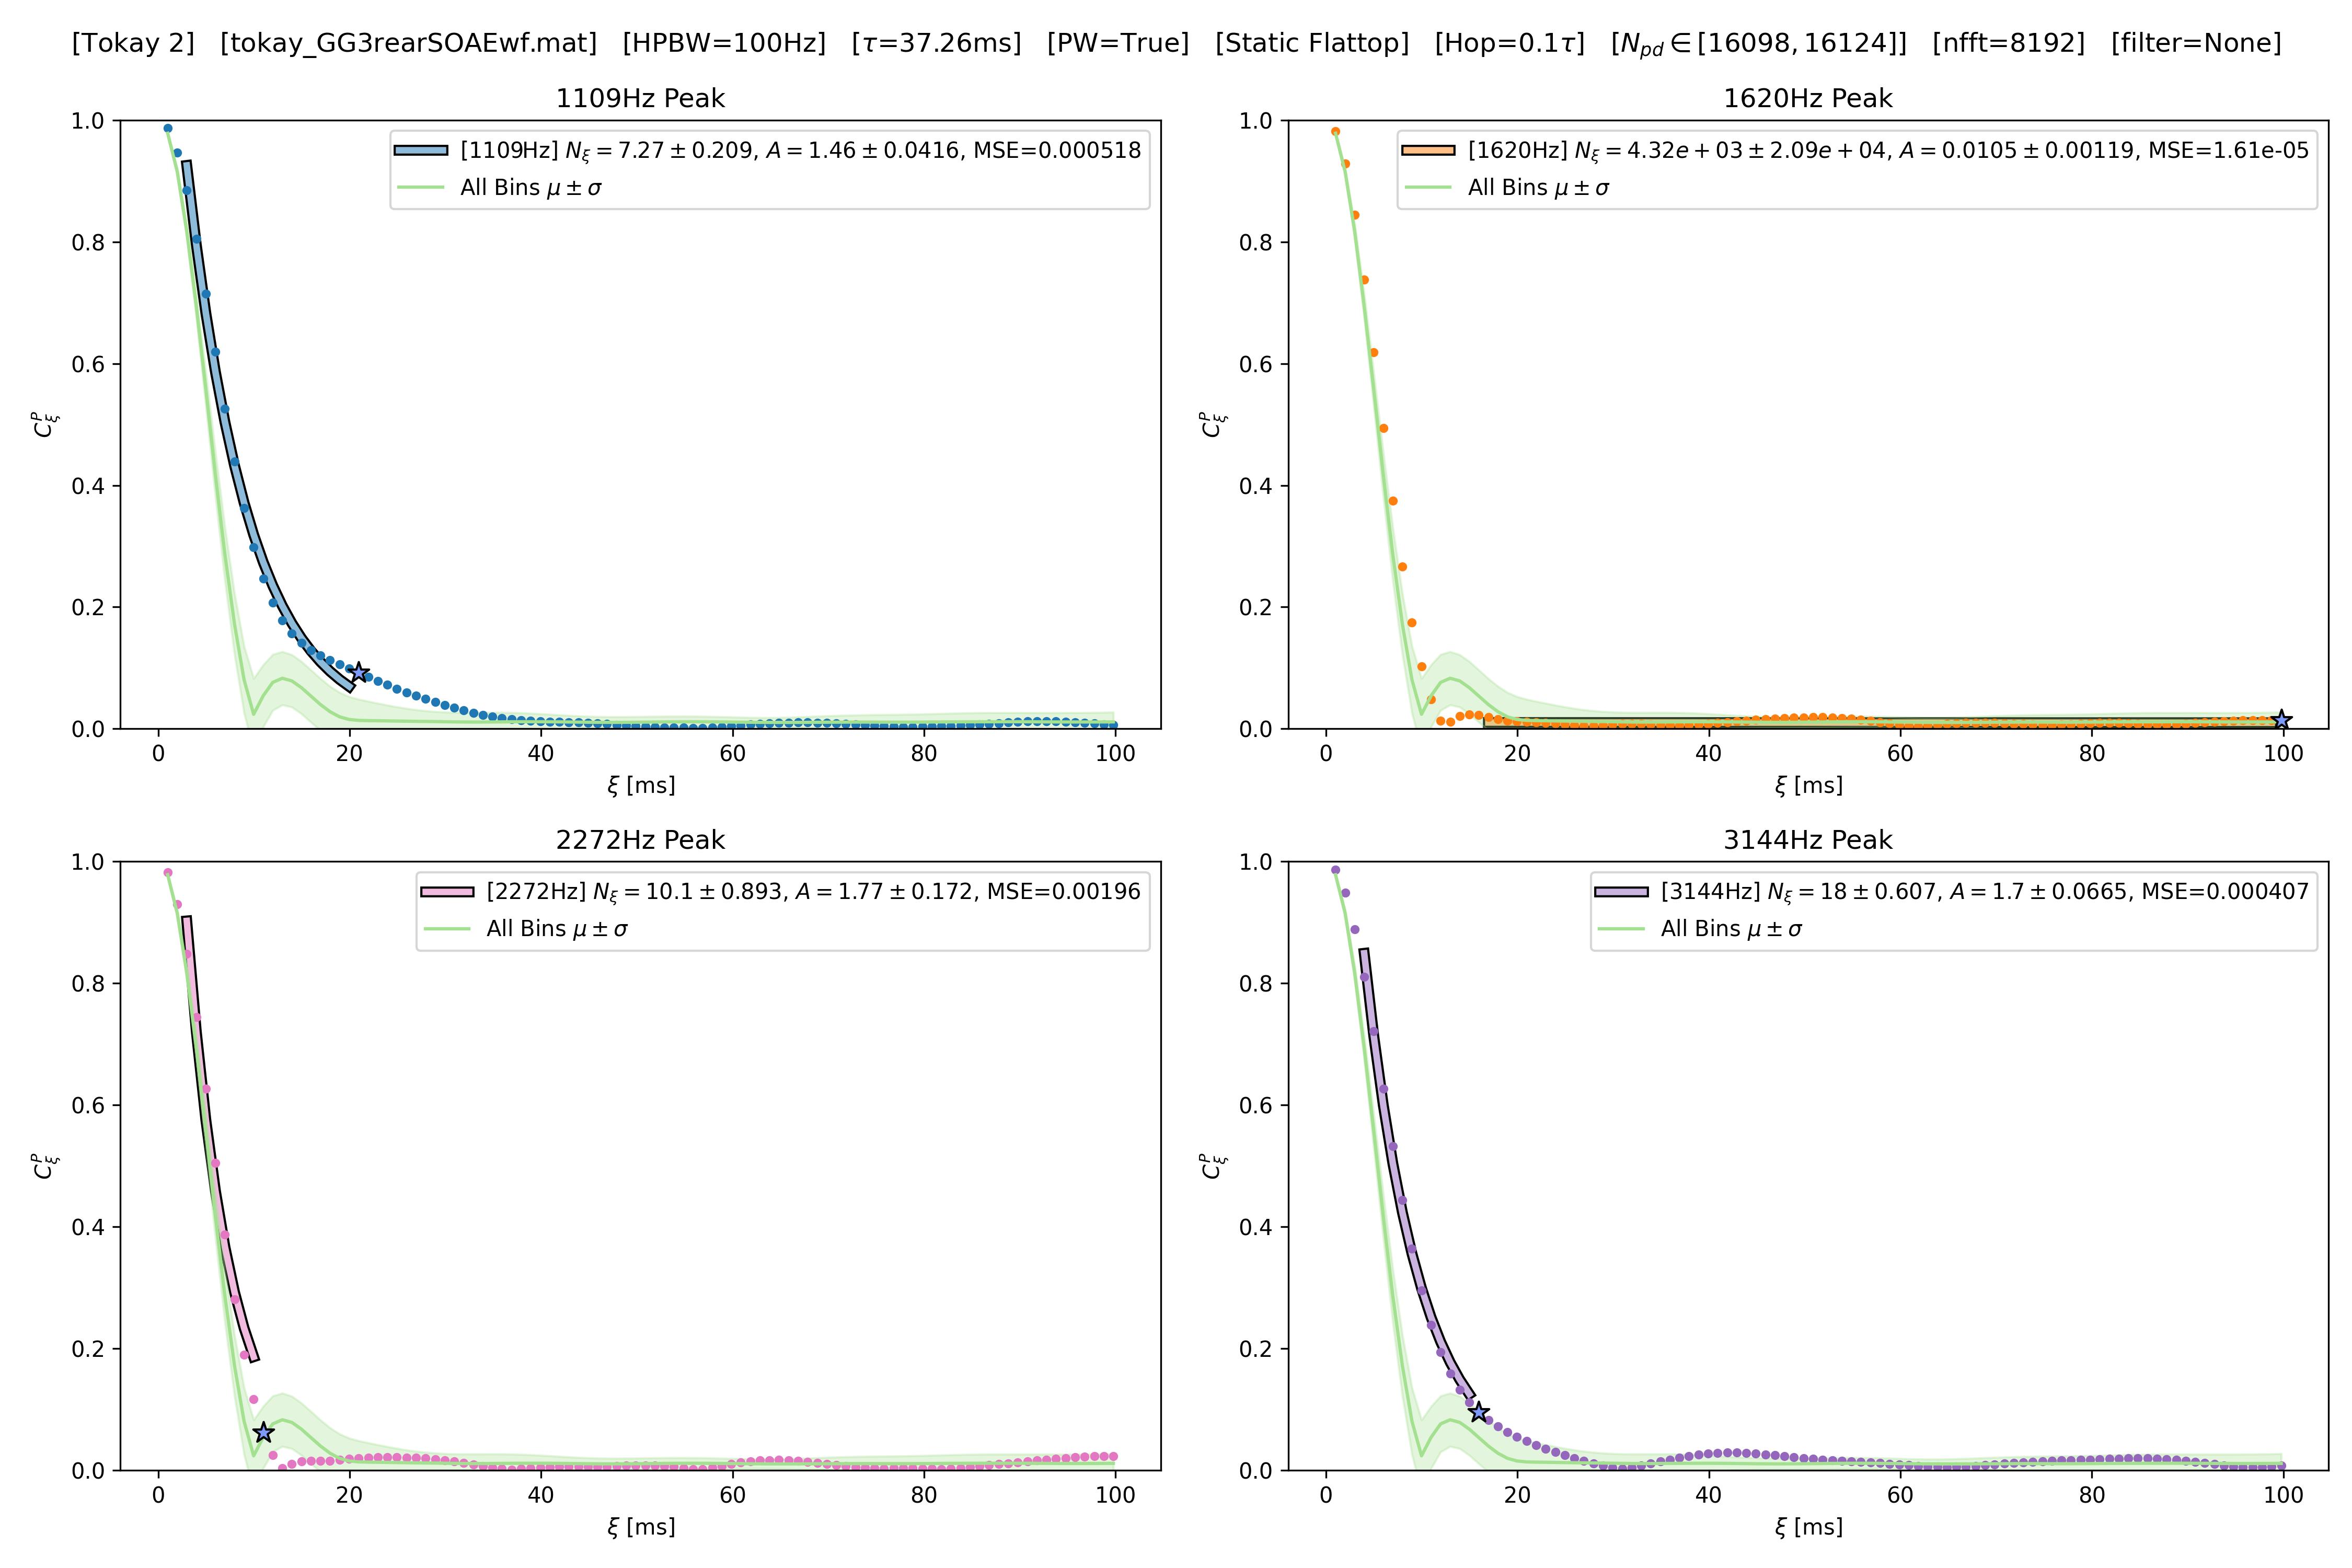 [Tokay 2] [tokay_GG3rearSOAEwf.mat] [HPBW=100Hz] [τ=37.26ms] [PW=True] [Static Flattop] [Hop=0.1τ] [N_pd ∈ [16098, 16124]] [nfft=8192] [filter=None]
1109Hz Peak
[1109Hz] N_ξ = 7.27 ± 0.209, A = 1.46 ± 0.0416, MSE=0.000518
All Bins μ ± σ
1.0
0.8
0.6
0.4
0.2
0.0
C_ξ^P
0 20 40 60 80 100
ξ [ms]
1620Hz Peak
[1620Hz] N_ξ = 4.32e + 03 ± 2.09e + 04, A = 0.0105 ± 0.00119, MSE=1.61e-05
All Bins μ ± σ
1.0
0.8
0.6
0.4
0.2
0.0
C_ξ^P
0 20 40 60 80 100
ξ [ms]
2272Hz Peak
[2272Hz] N_ξ = 10.1 ± 0.893, A = 1.77 ± 0.172, MSE=0.00196
All Bins μ ± σ
1.0
0.8
0.6
0.4
0.2
0.0
C_ξ^P
0 20 40 60 80 100
ξ [ms]
3144Hz Peak
[3144Hz] N_ξ = 18 ± 0.607, A = 1.7 ± 0.0665, MSE=0.000407
All Bins μ ± σ
1.0
0.8
0.6
0.4
0.2
0.0
C_ξ^P
0 20 40 60 80 100
ξ [ms]